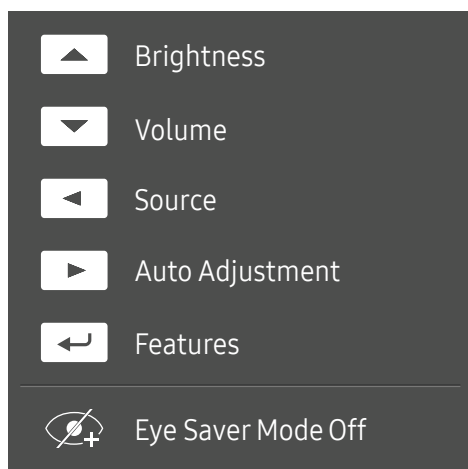 Brightness
Volume
Source
Auto Adjustment
Features
Eye Saver Mode Off